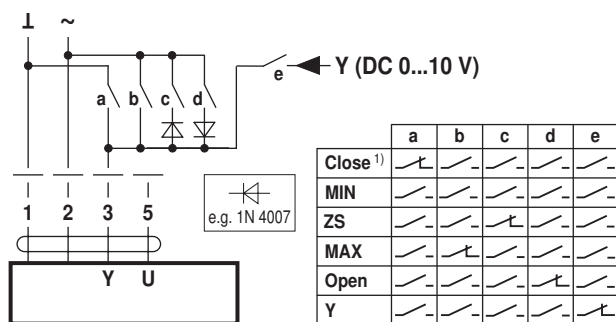 ⊥ ~
a b c d e Y (DC 0...10 V)
e.g. 1N 4007
1 2 3 5
Y U
a b c d e
Close 1)
MIN
ZS
MAX
Open
Y